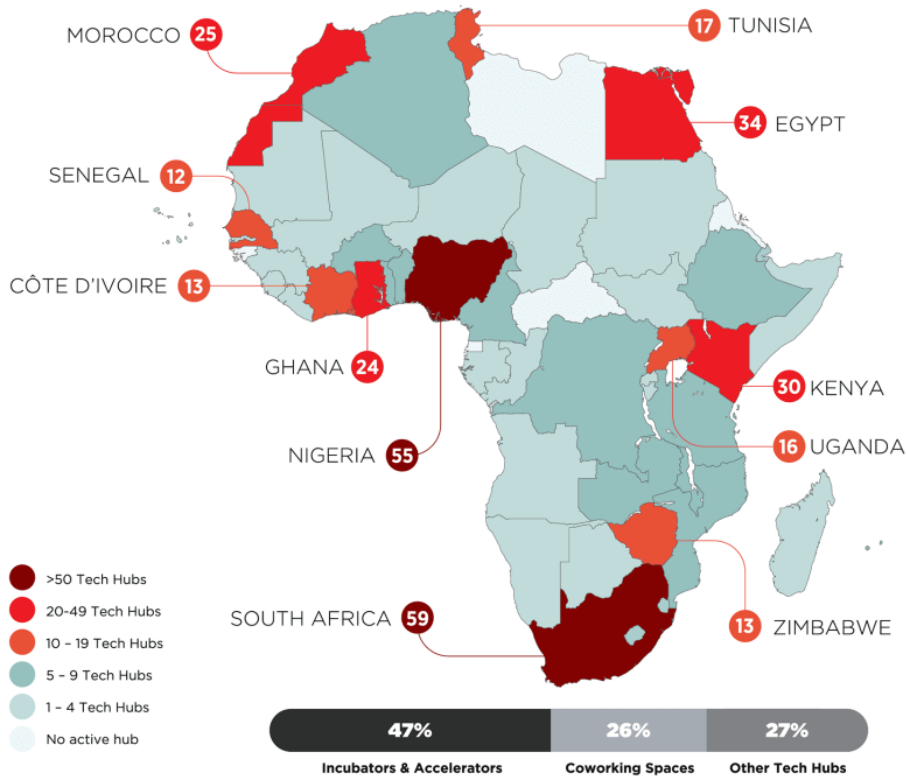 MOROCCO 25
17 TUNISIA
34 EGYPT
SENEGAL 12
CÔTE D'IVOIRE 13
GHANA 24
30 KENYA
NIGERIA 55
16 UGANDA
>50 Tech Hubs
20-49 Tech Hubs
10 – 19 Tech Hubs
5 – 9 Tech Hubs
1 – 4 Tech Hubs
No active hub
SOUTH AFRICA 59
13 ZIMBABWE
47% 26% 27%
Incubators & Accelerators Coworking Spaces Other Tech Hubs